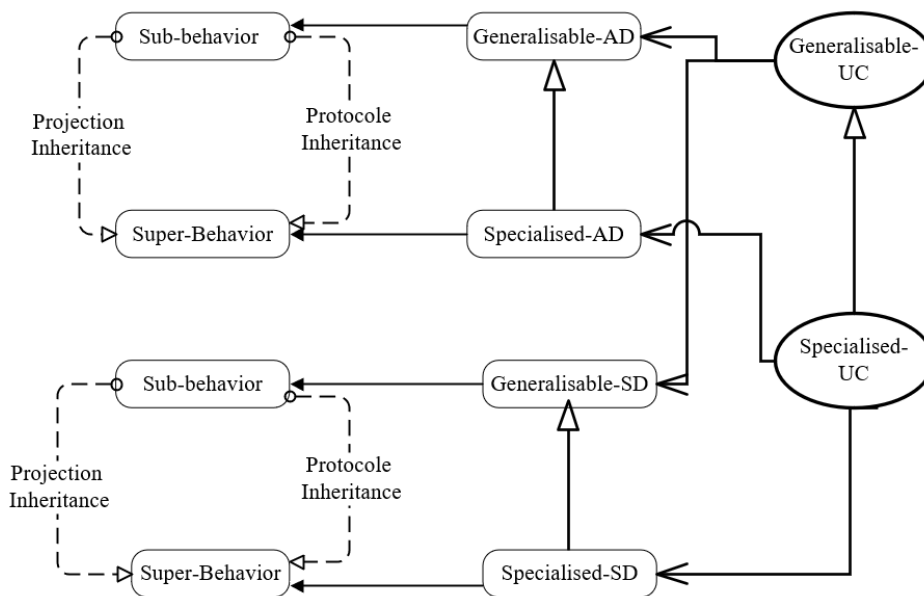 Sub-behavior
Generalisable-AD
Generalisable-
UC
Projection
Inheritance
Protocole
Inheritance
Super-Behavior
Specialised-AD
Specialised-
UC
Sub-behavior
Generalisable-SD
Projection
Inheritance
Protocole
Inheritance
Super-Behavior
Specialised-SD